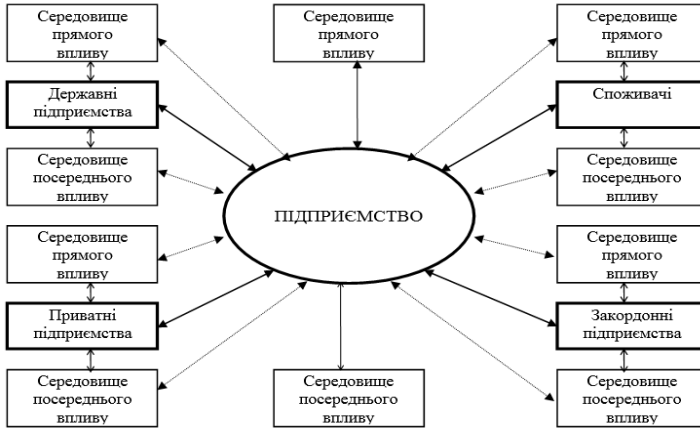 Середовище
прямого
впливу
Середовище
прямого
впливу
Середовище
прямого
впливу
Державні
підприємства
Споживачі
Середовище
посереднього
впливу
Середовище
посереднього
впливу
ПІДПРИЄМСТВО
Середовище
прямого
впливу
Середовище
прямого
впливу
Приватні
підприємства
Закордонні
підприємства
Середовище
посереднього
впливу
Середовище
посереднього
впливу
Середовище
посереднього
впливу